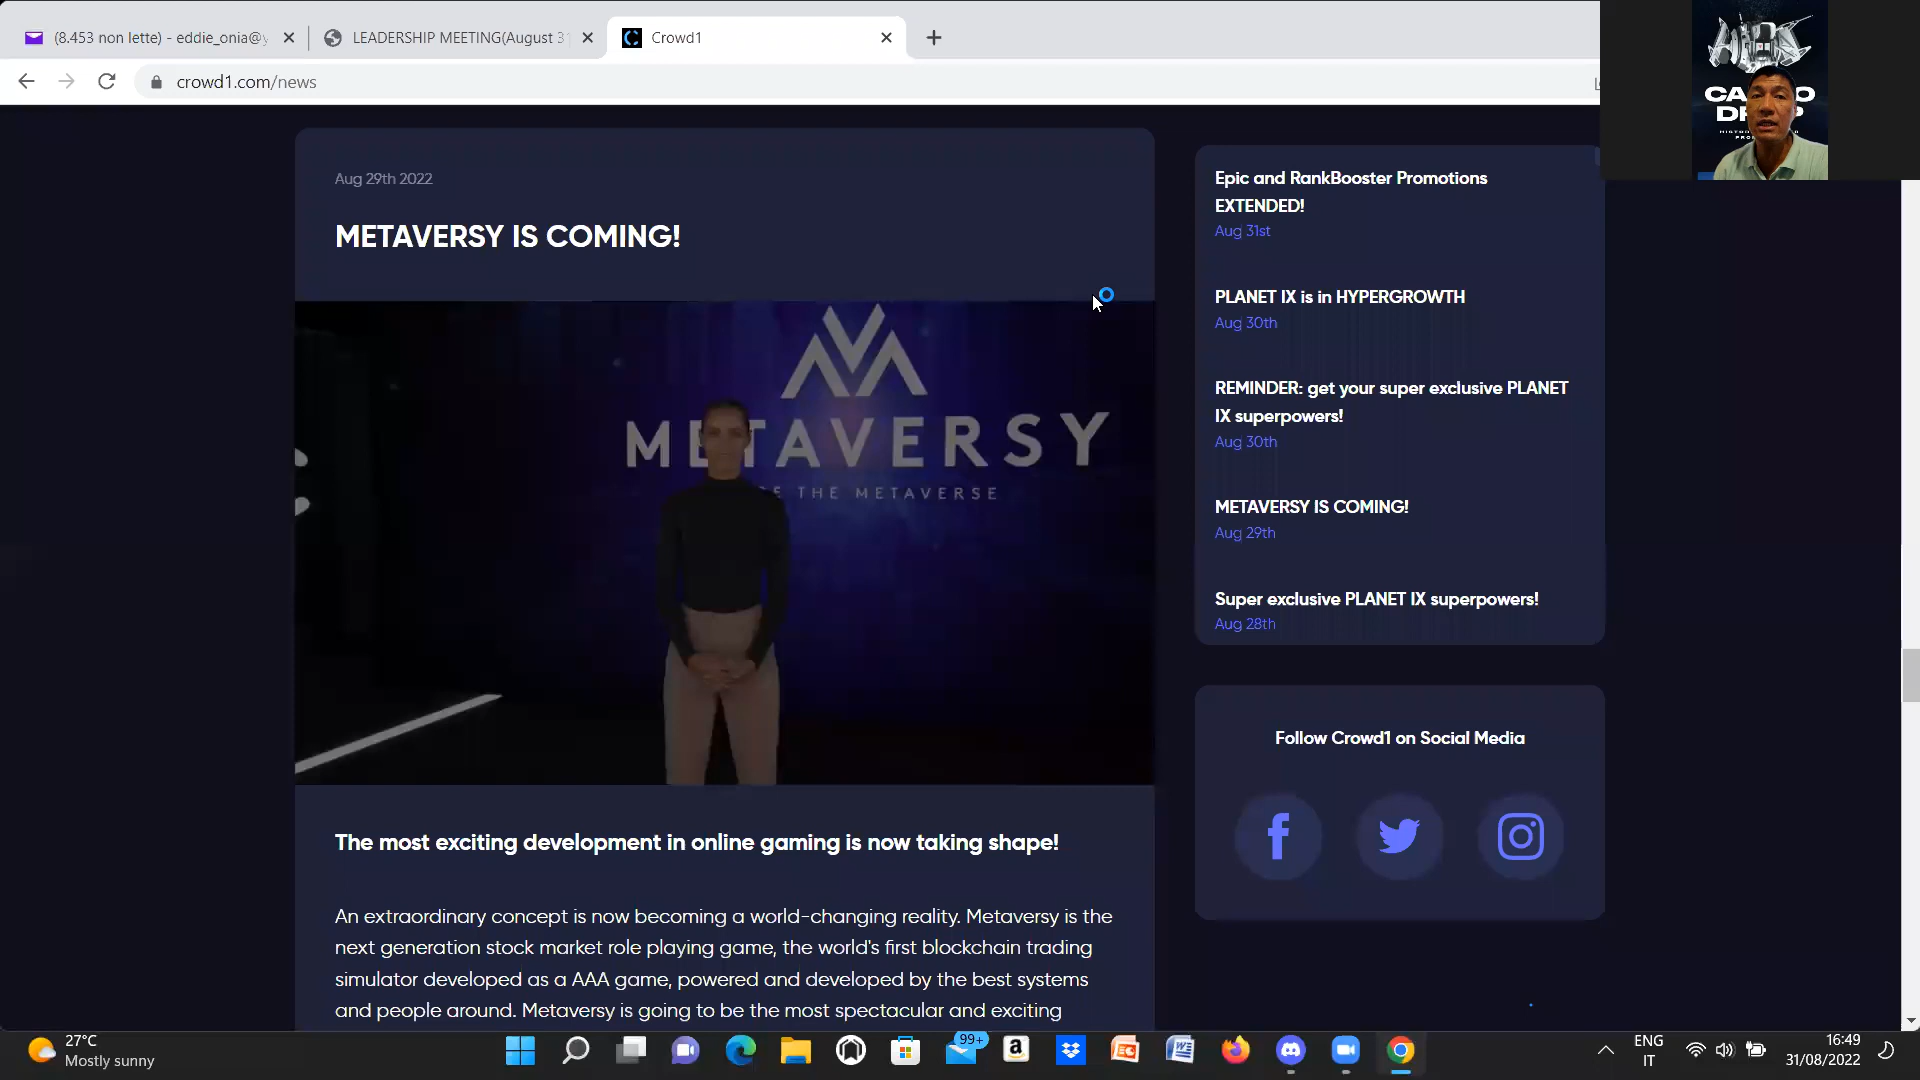 (8.453 non lette) - eddie_onia@y
LEADERSHIP MEETING(August 31
Crowd1
crowd1.com/news
Aug 29th 2022
METAVERSY IS COMING!
METAVERSY
THE METAVERSE
The most exciting development in online gaming is now taking shape!
An extraordinary concept is now becoming a world-changing reality. Metaversy is the
next generation stock market role playing game, the world's first blockchain trading
simulator developed as a AAA game, powered and developed by the best systems
and people around. Metaversy is going to be the most spectacular and exciting
Epic and RankBooster Promotions
EXTENDED!
Aug 31st
PLANET IX is in HYPERGROWTH
Aug 30th
REMINDER: get your super exclusive PLANET
IX superpowers!
Aug 30th
METAVERSY IS COMING!
Aug 29th
Super exclusive PLANET IX superpowers!
Aug 28th
Follow Crowd1 on Social Media
27°C
Mostly sunny
99+
ENG
IT
16:49
31/08/2022